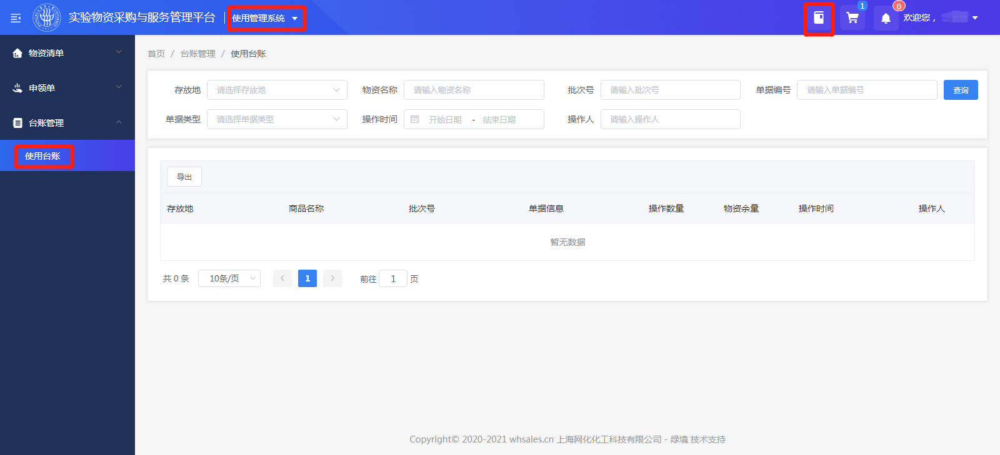 实验物资采购与服务管理平台 使用管理系统 1 0 欢迎您，
物资清单
申领单
台账管理
使用台账
首页 / 台账管理 / 使用台账
存放地 请选择存放地 物资名称 请输入物资名称 批次号 请输入批次号 单据编号 请输入单据编号 查询
单据类型 请选择单据类型 操作时间 开始日期 - 结束日期 操作人 请输入操作人
导出
存放地 商品名称 批次号 单据信息 操作数量 物资余量 操作时间 操作人
暂无数据
共 0 条 10条/页 1 前往 1 页
Copyright© 2020-2021 whsales.cn 上海网化化工科技有限公司 - 绿境 技术支持